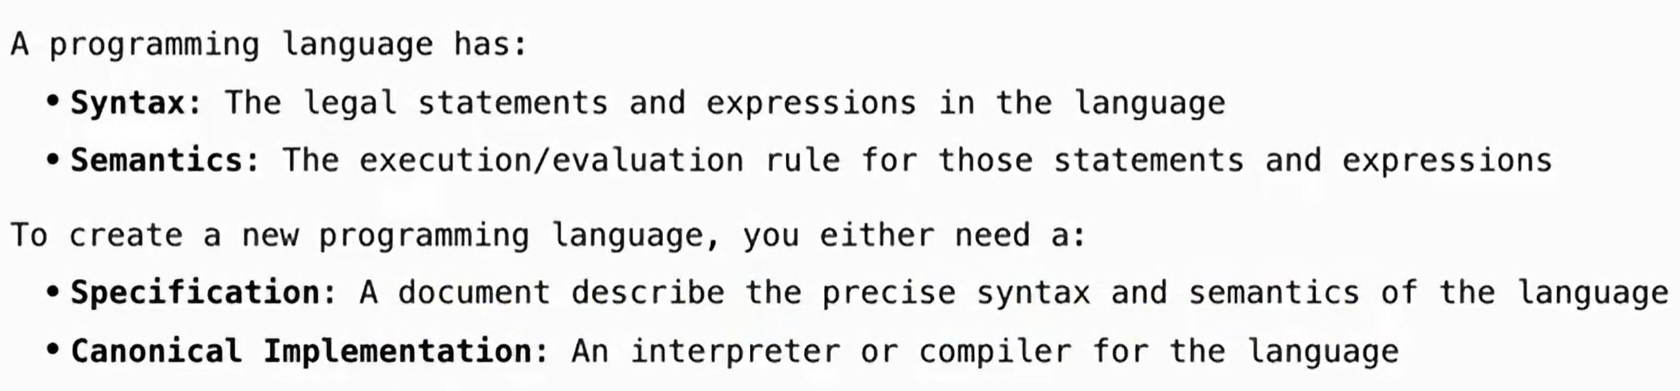 A programming language has:
• Syntax: The legal statements and expressions in the language
• Semantics: The execution/evaluation rule for those statements and expressions
To create a new programming language, you either need a:
• Specification: A document describe the precise syntax and semantics of the language
• Canonical Implementation: An interpreter or compiler for the language